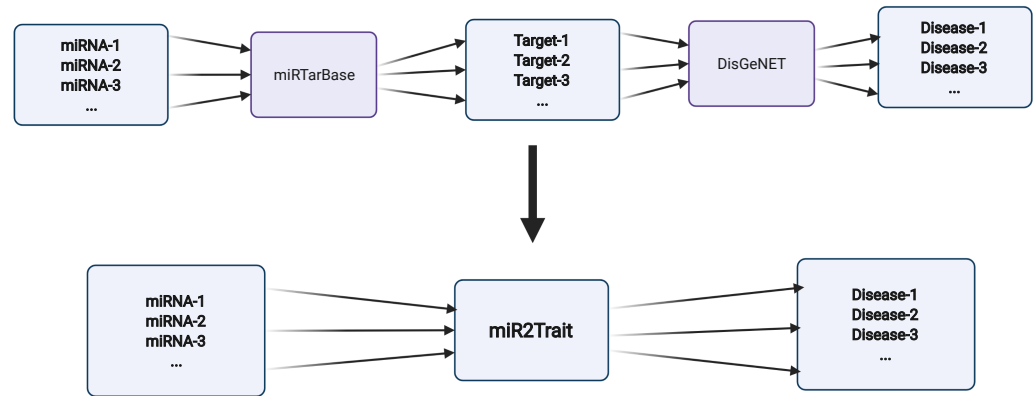 miRNA-1
miRNA-2
miRNA-3
...
miRTarBase
Target-1
Target-2
Target-3
...
DisGeNET
Disease-1
Disease-2
Disease-3
...
miRNA-1
miRNA-2
miRNA-3
...
miR2Trait
Disease-1
Disease-2
Disease-3
...